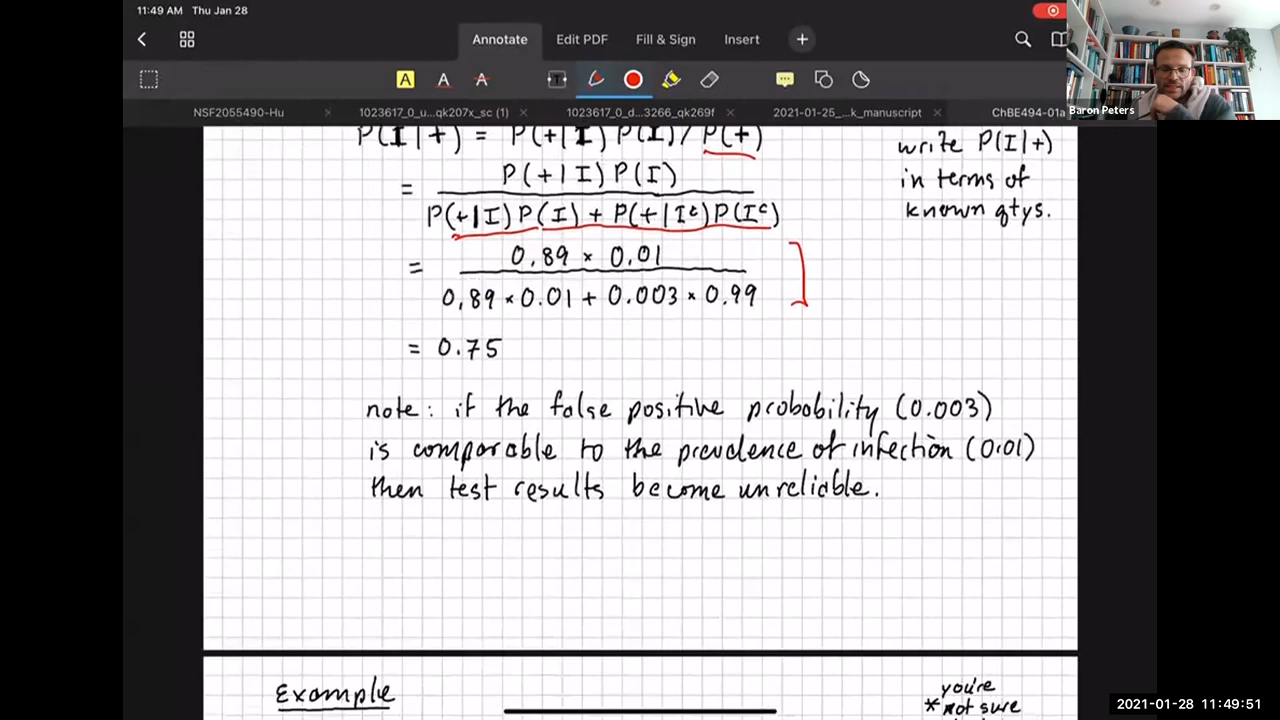 11:49 AM Thu Jan 28
Annotate Edit PDF Fill & Sign Insert
A A A T
NSF2055490-Hu × 1023617_0_u...qk207x_sc (1) × 1023617_0_d...3266_qk269f × 2021-01-25_...k_manuscript × ChBE494-01a
Baron Peters
P(I|+) = P(+|I) P(I) / P(+)
= P(+|I) P(I)
P(+|I)P(I) + P(+|Iᶜ)P(Iᶜ)
= 0.89 × 0.01
0.89 × 0.01 + 0.003 × 0.99
= 0.75
write P(I|+)
in terms of
known qtys.
note: if the false positive probability (0.003)
is comparable to the prevalence of infection (0.01)
then test results become unreliable.
Example
you're
* not sure
2021-01-28 11:49:51